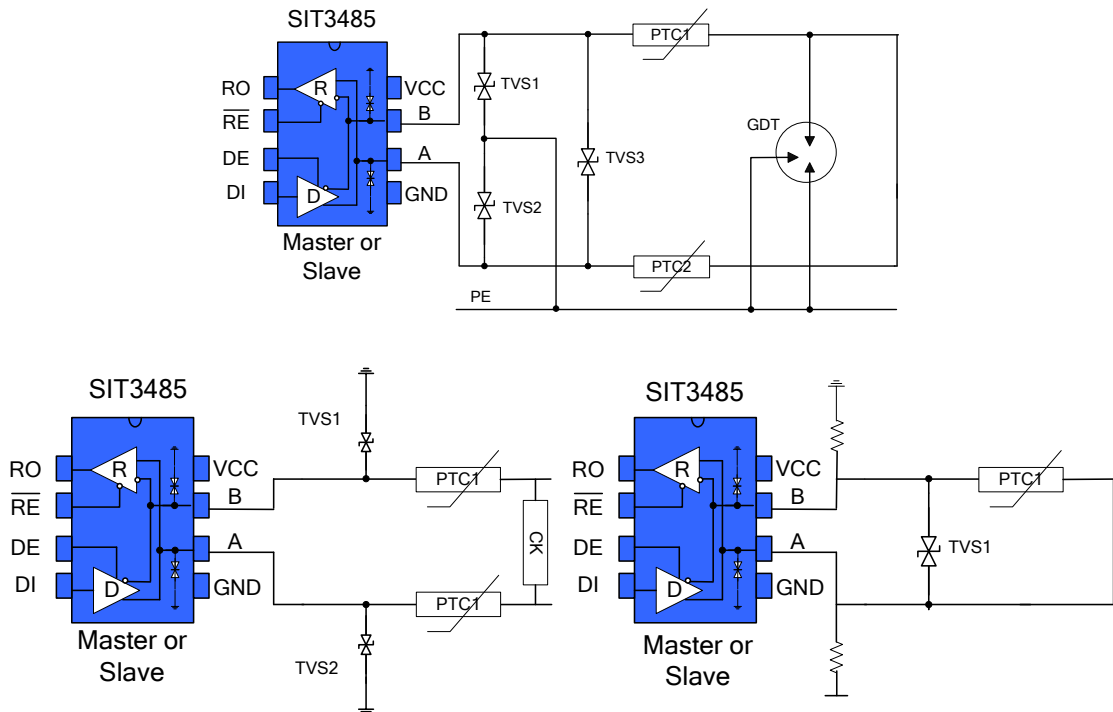 SIT3485
RO
RE
DE
DI
R
D
VCC
B
A
GND
Master or
Slave
TVS1
TVS2
TVS3
PTC1
PTC2
GDT
PE
SIT3485
RO
RE
DE
DI
R
D
VCC
B
A
GND
Master or
Slave
TVS1
TVS2
PTC1
PTC1
CK
SIT3485
RO
RE
DE
DI
R
D
VCC
B
A
GND
Master or
Slave
TVS1
PTC1